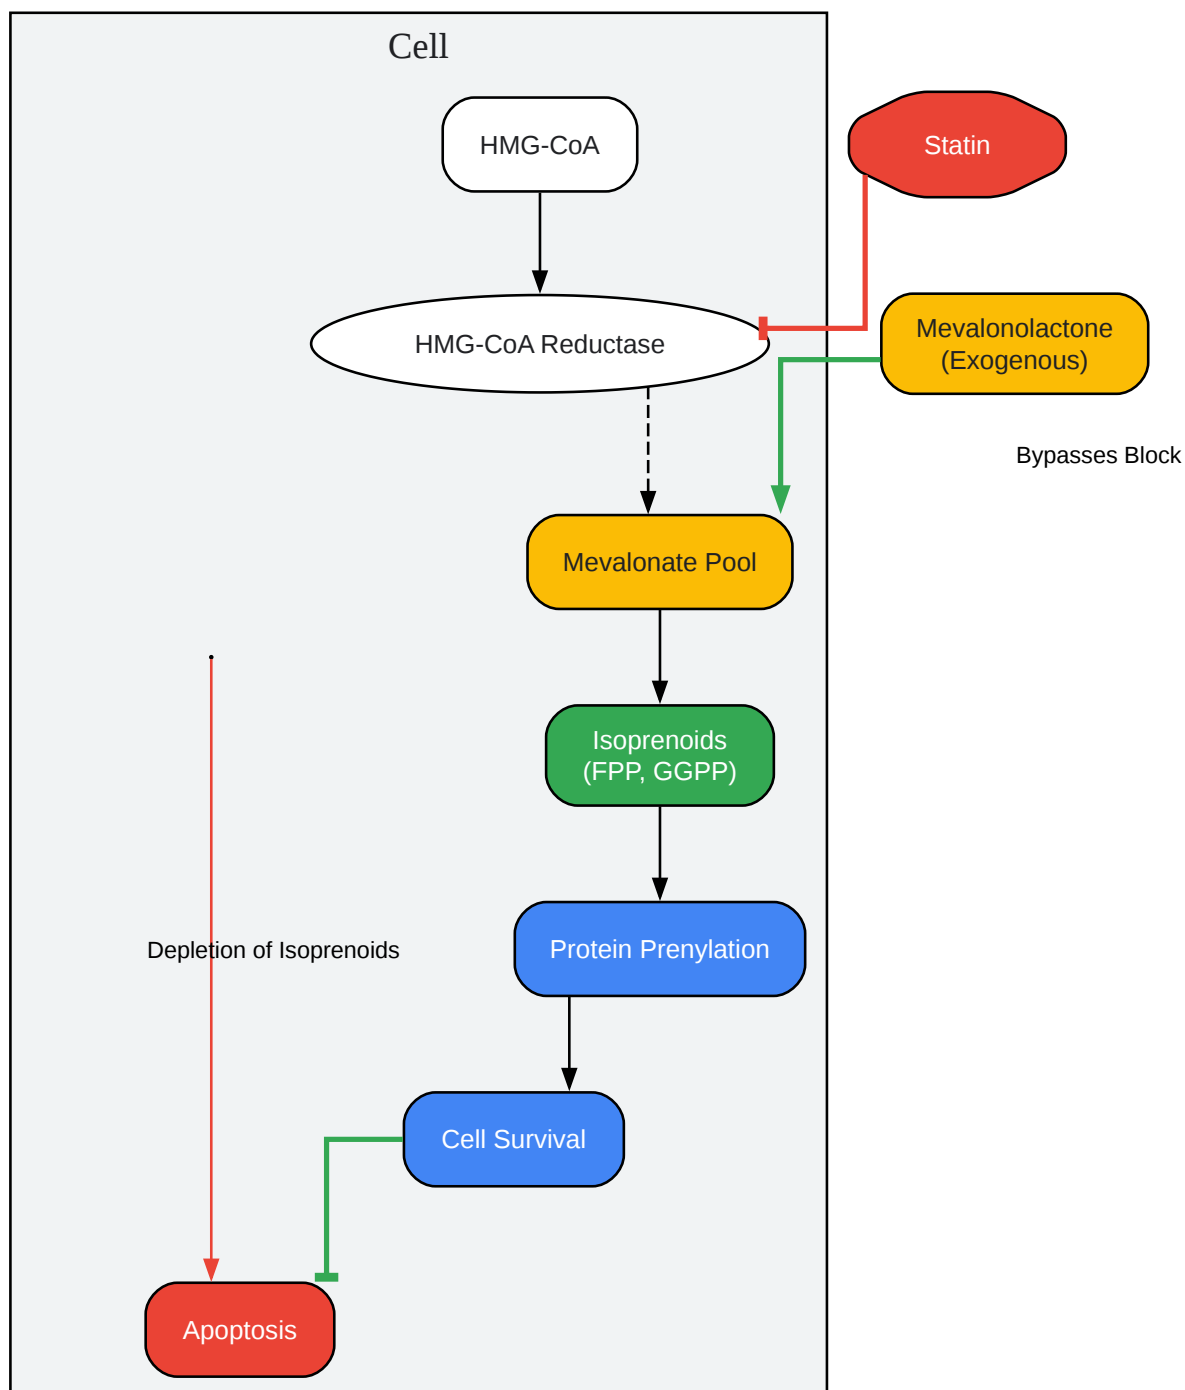 Cell
HMG-CoA
Statin
HMG-CoA Reductase
Mevalonolactone
(Exogenous)
Bypasses Block
Mevalonate Pool
Isoprenoids
(FPP, GGPP)
Depletion of Isoprenoids
Protein Prenylation
Cell Survival
Apoptosis